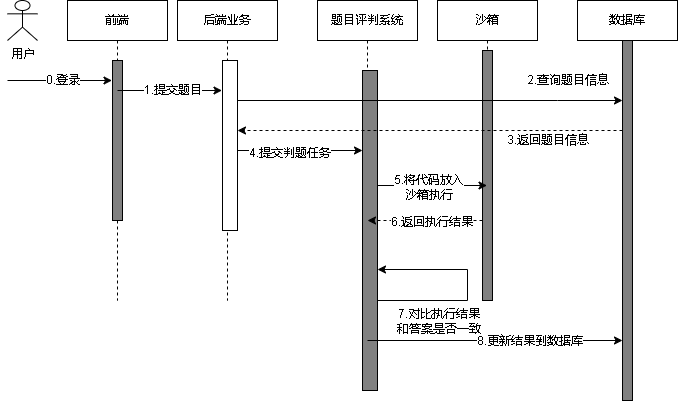 前端
后端业务
题目评判系统
沙箱
数据库
用户
0.登录
1.提交题目
2.查询题目信息
3.返回题目信息
4.提交判题任务
5.将代码放入
沙箱执行
6.返回执行结果
7.对比执行结果
和答案是否一致
8.更新结果到数据库